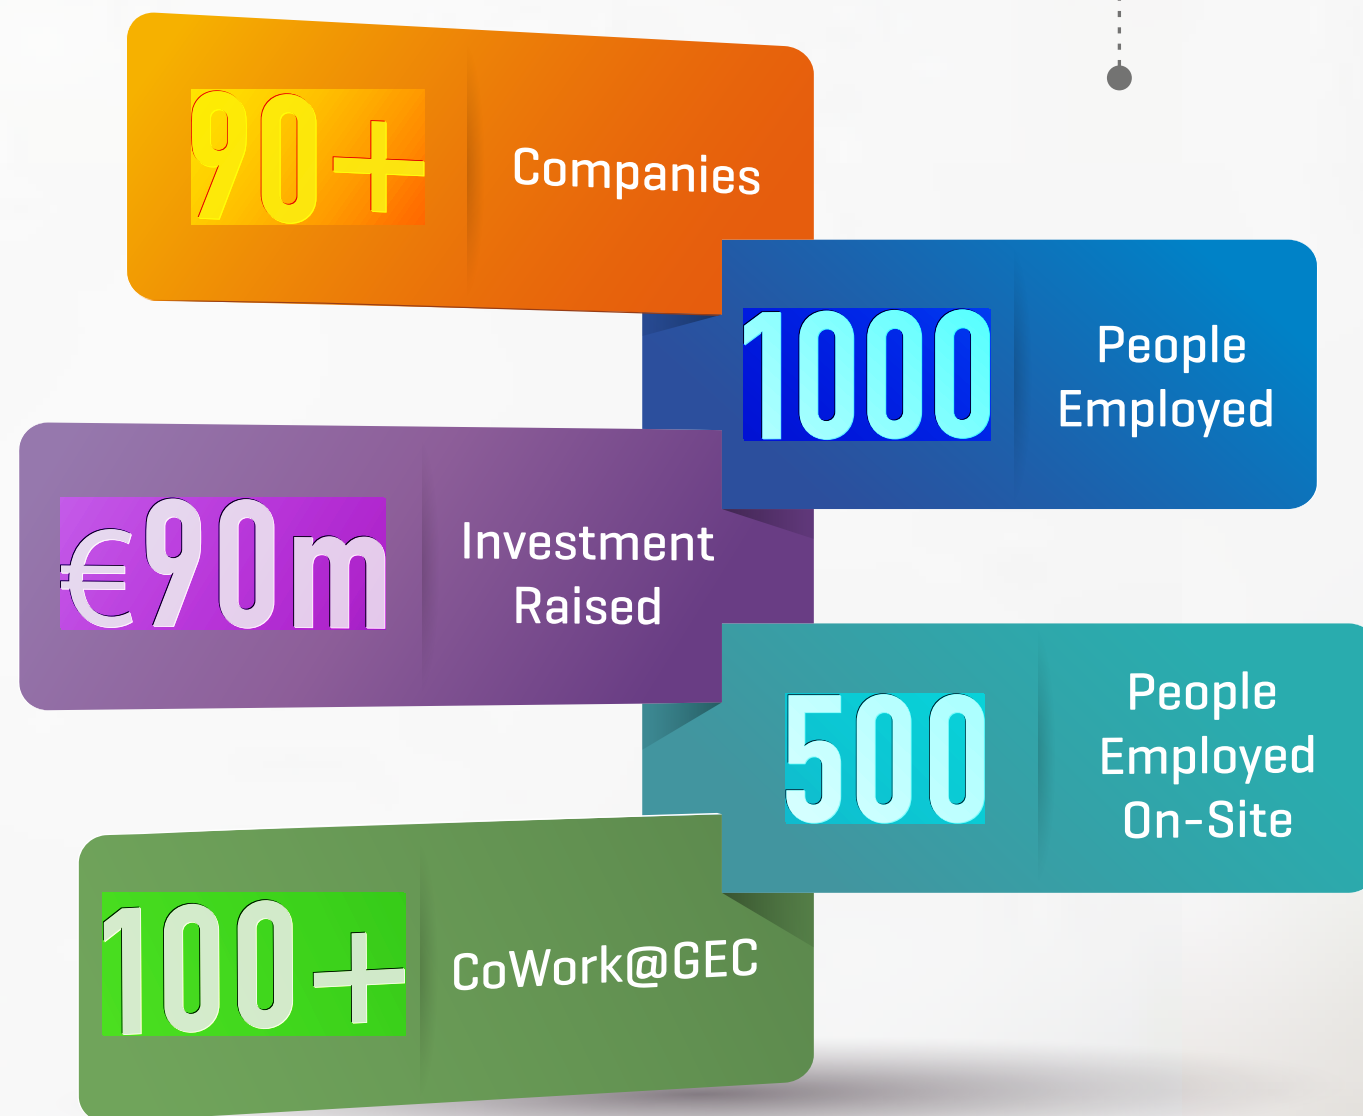 90+
Companies
1000
People
Employed
€90m
Investment
Raised
500
People
Employed
On-Site
100+
CoWork@GEC